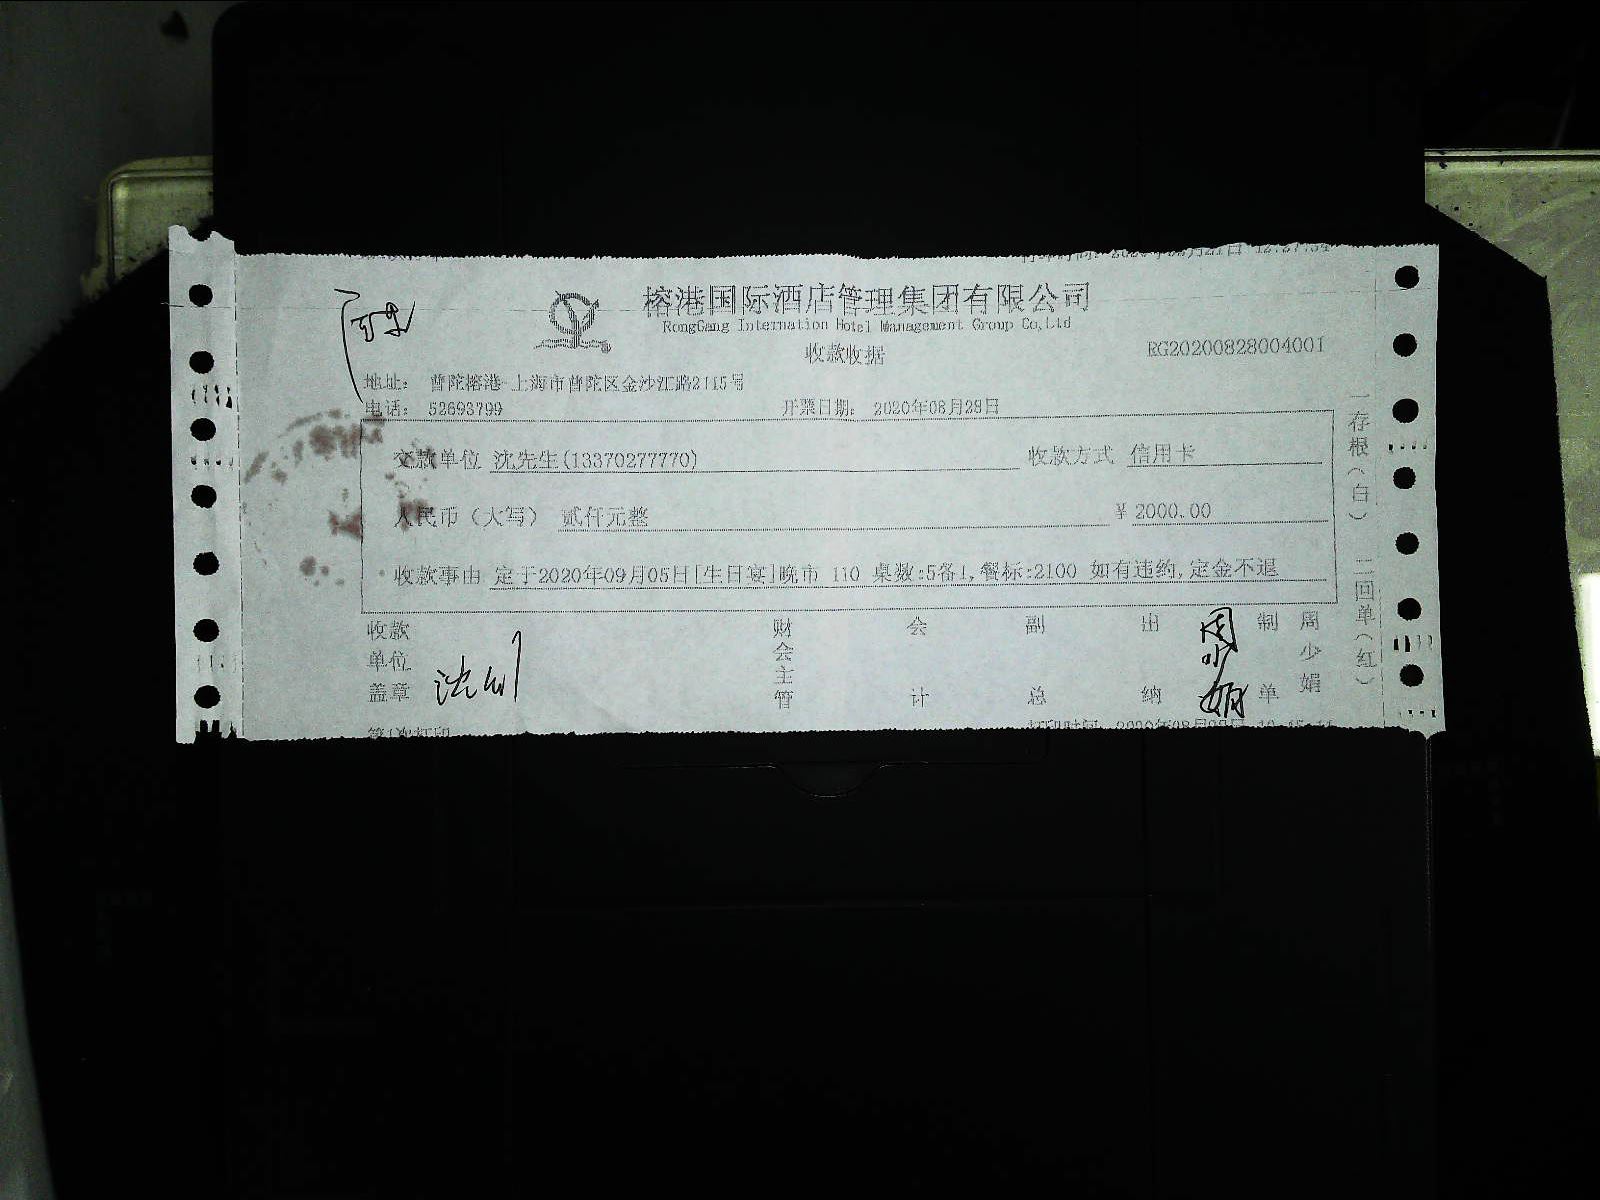 榕港国际酒店管理集团有限公司
RongGang Internation Hotel Management Group Co,Ltd
收款收据
RG20200828004001
地址: 普陀榕港-上海市普陀区金沙江路2115号
电话: 52693799 开票日期: 2020年08月28日
交款单位 沈先生(13370277770) 收款方式 信用卡
人民币(大写) 贰仟元整 ¥ 2000.00
收款事由 定于2020年09月05日[生日宴]晚市 110 桌数:5备1,餐标:2100 如有违约,定金不退
收款单位盖章 财会主管 会计 副总 出纳 周少娟 制单 周少娟
一存根(白) 二回单(红)